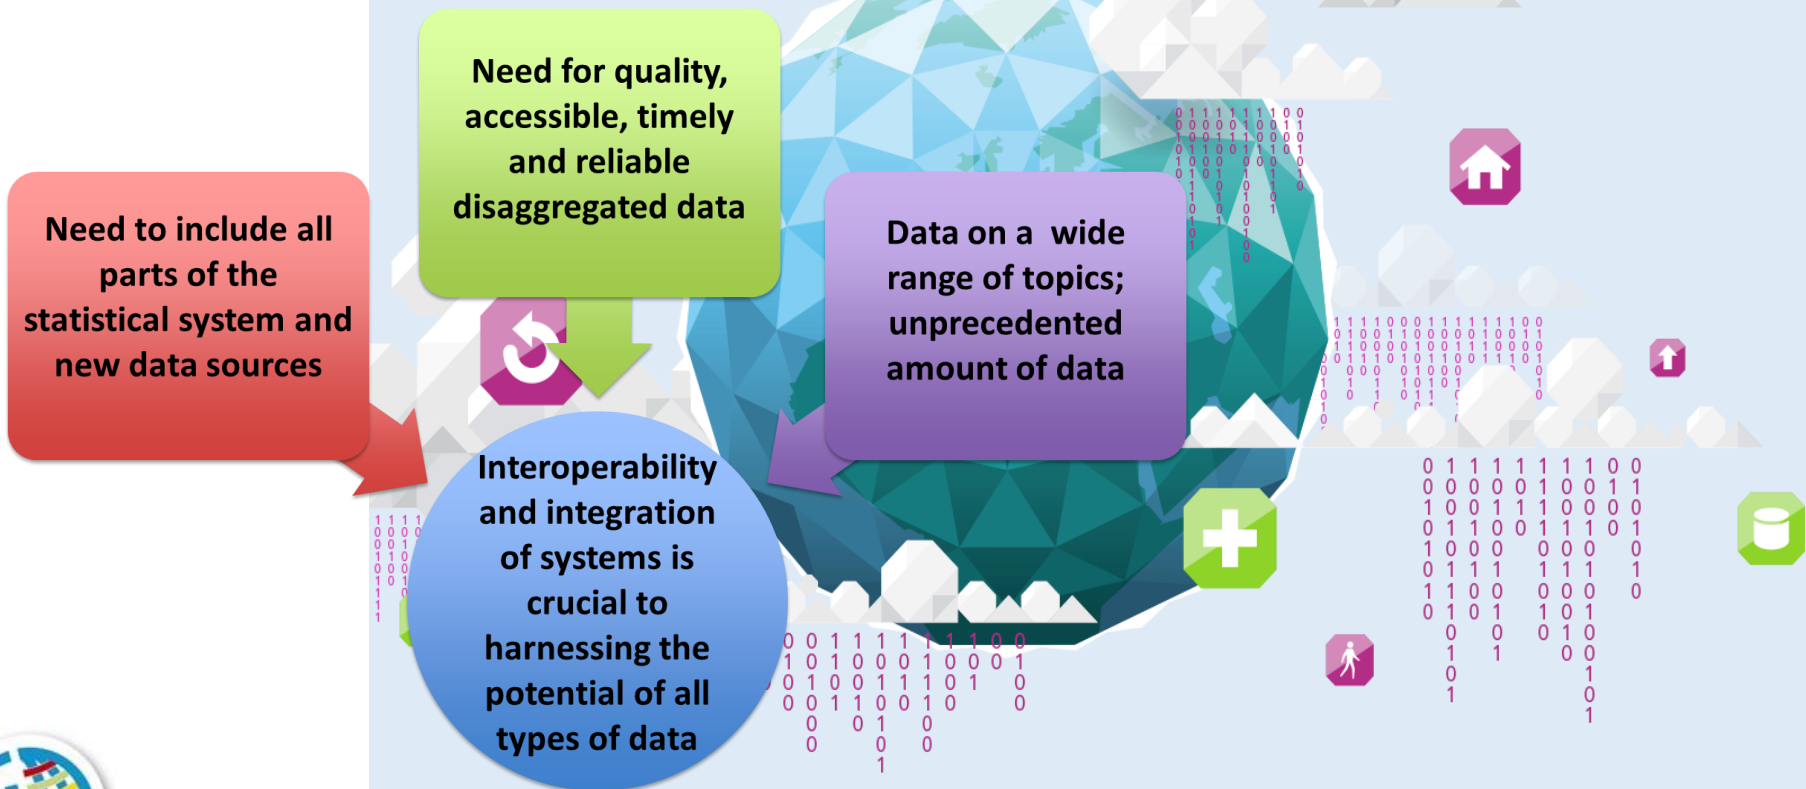 Need to include all
parts of the
statistical system and
new data sources
Need for quality,
accessible, timely
and reliable
disaggregated data
Data on a wide
range of topics;
unprecedented
amount of data
Interoperability
and integration
of systems is
crucial to
harnessing the
potential of all
types of data